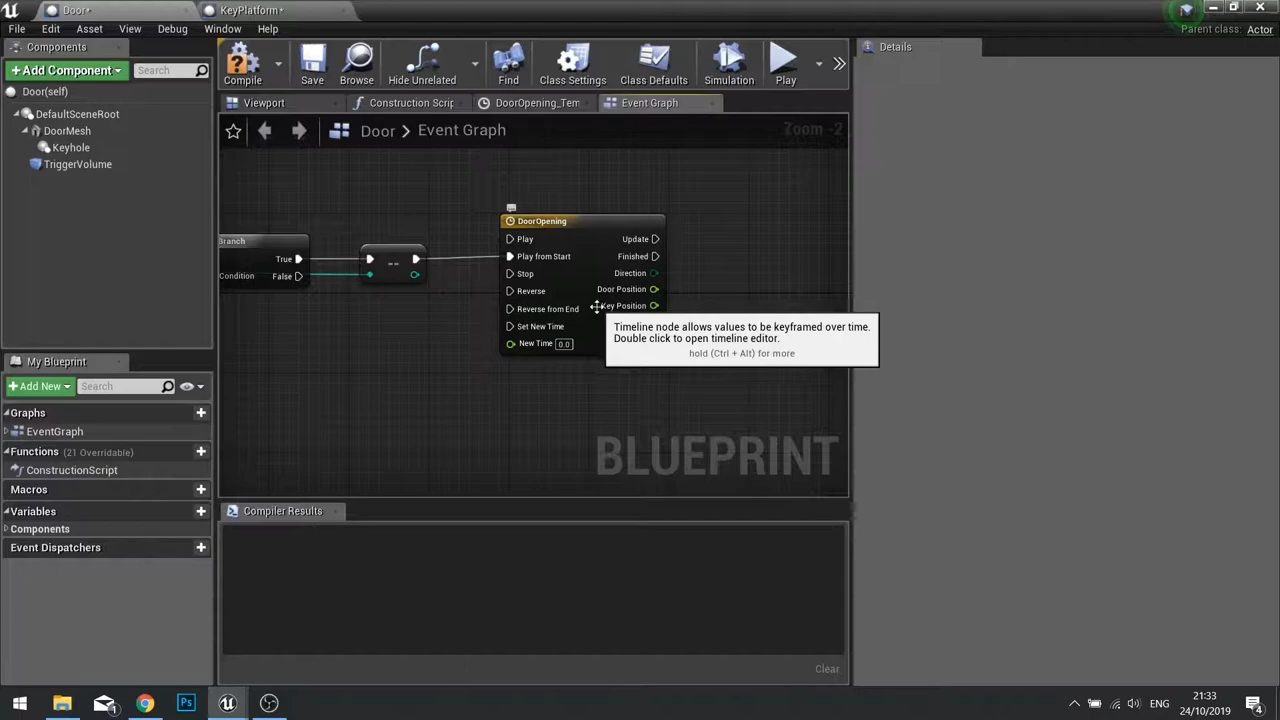 Door*
KeyPlatform*
File Edit Asset View Debug Window Help
Parent class: Actor
Components
Add Component
Search
Door(self)
DefaultSceneRoot
DoorMesh
Keyhole
TriggerVolume
Compile
Save
Browse
Hide Unrelated
Find
Class Settings
Class Defaults
Simulation
Play
Viewport
Construction Scrip
DoorOpening_Tem
Event Graph
Door > Event Graph
Zoom -2
Branch
True
Condition False
--
DoorOpening
Play Update
Play from Start Finished
Stop Direction
Reverse Door Position
Reverse from End Key Position
Set New Time
New Time 0.0
Timeline node allows values to be keyframed over time.
Double click to open timeline editor.
hold (Ctrl + Alt) for more
BLUEPRINT
My Blueprint
Add New
Search
Graphs
EventGraph
Functions (21 Overridable)
ConstructionScript
Macros
Variables
Components
Event Dispatchers
Compiler Results
Clear
Details
1
Ps
ENG
21:33
24/10/2019
4